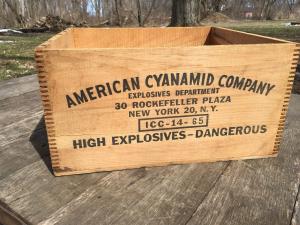 AMERICAN CYANAMID COMPANY
EXPLOSIVES DEPARTMENT
30 ROCKEFELLER PLAZA
NEW YORK 20, N.Y.
ICC-14-65
HIGH EXPLOSIVES-DANGEROUS